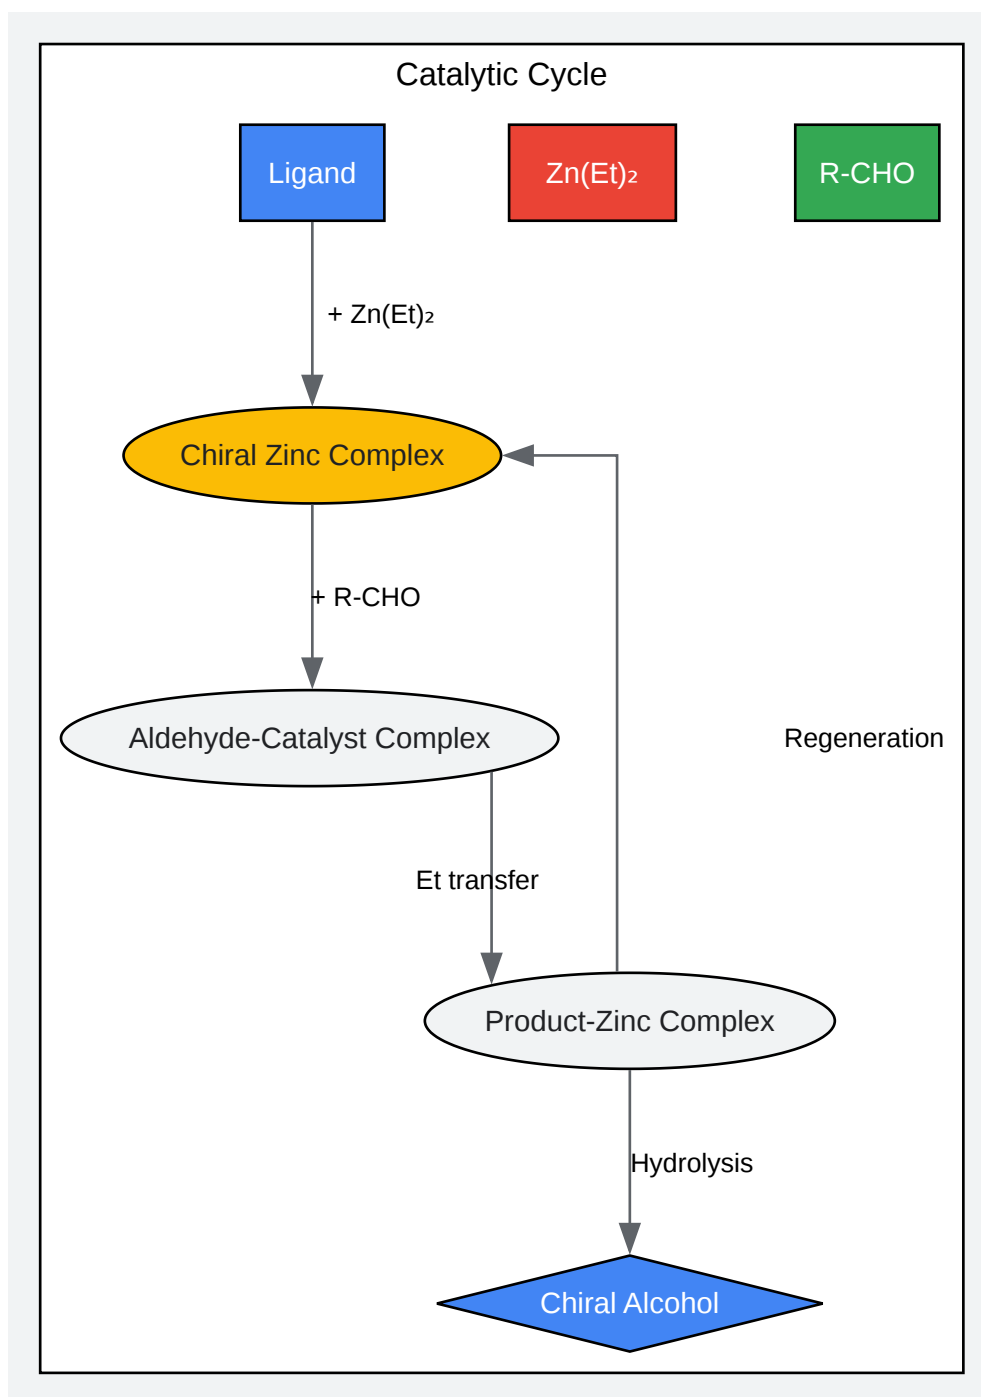 Catalytic Cycle
Ligand
Zn(Et)₂
R-CHO
+ Zn(Et)₂
Chiral Zinc Complex
+ R-CHO
Aldehyde-Catalyst Complex
Regeneration
Et transfer
Product-Zinc Complex
Hydrolysis
Chiral Alcohol